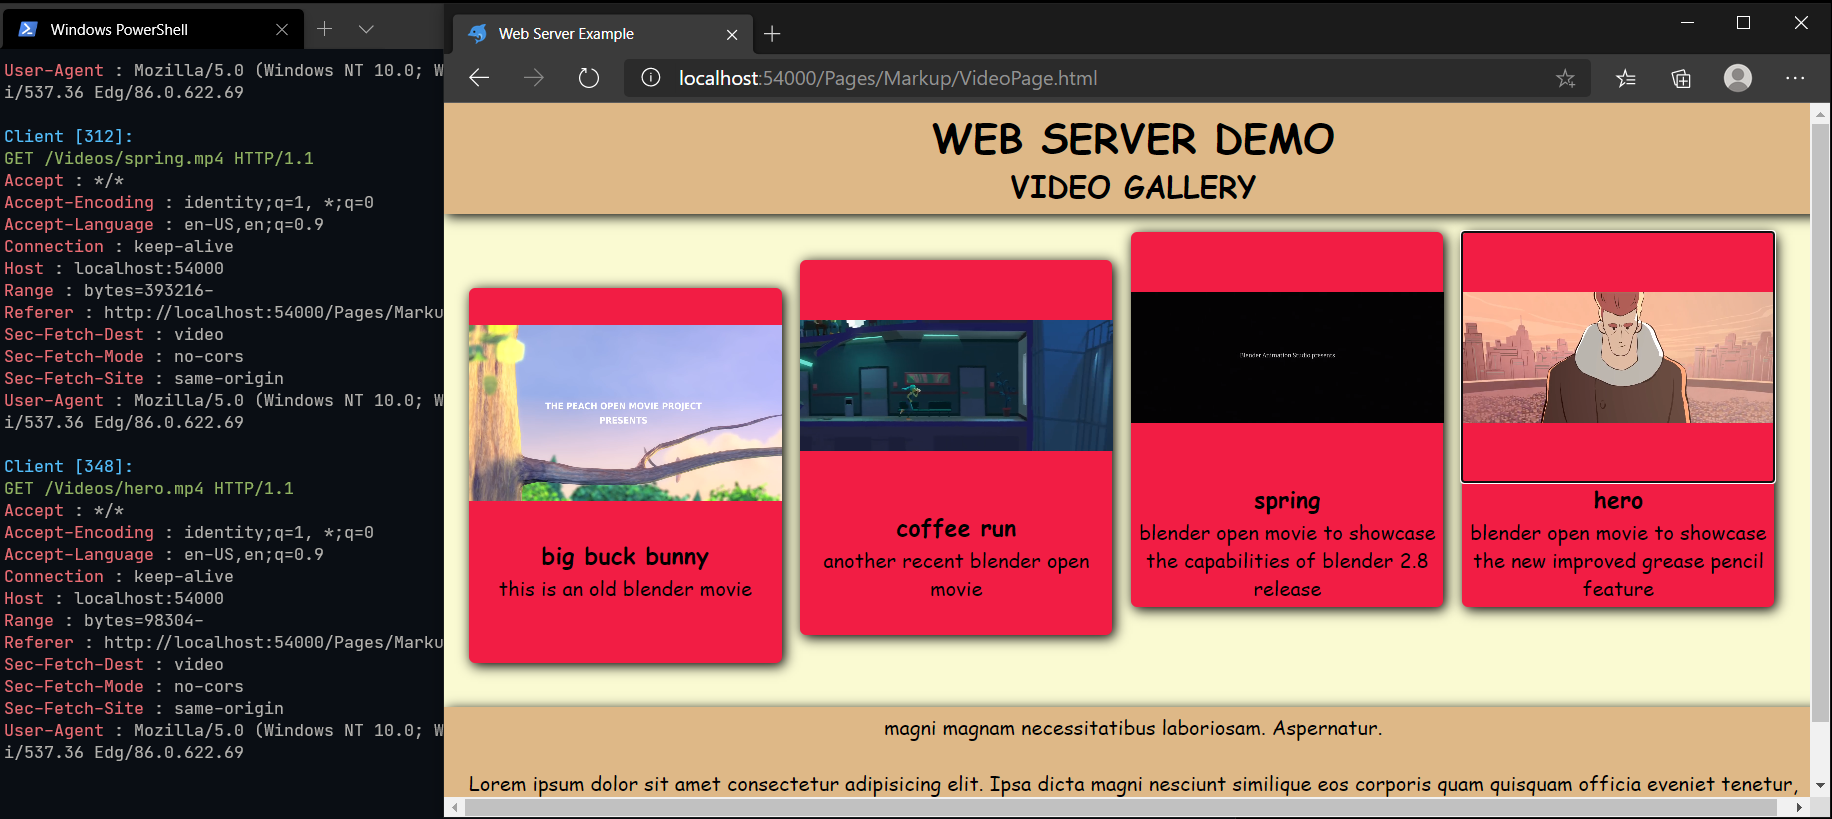 Windows PowerShell
User-Agent : Mozilla/5.0 (Windows NT 10.0; W
i/537.36 Edg/86.0.622.69
Client [312]:
GET /Videos/spring.mp4 HTTP/1.1
Accept : */*
Accept-Encoding : identity;q=1, *;q=0
Accept-Language : en-US,en;q=0.9
Connection : keep-alive
Host : localhost:54000
Range : bytes=393216-
Referer : http://localhost:54000/Pages/Marku
Sec-Fetch-Dest : video
Sec-Fetch-Mode : no-cors
Sec-Fetch-Site : same-origin
User-Agent : Mozilla/5.0 (Windows NT 10.0; W
i/537.36 Edg/86.0.622.69
Client [348]:
GET /Videos/hero.mp4 HTTP/1.1
Accept : */*
Accept-Encoding : identity;q=1, *;q=0
Accept-Language : en-US,en;q=0.9
Connection : keep-alive
Host : localhost:54000
Range : bytes=98304-
Referer : http://localhost:54000/Pages/Marku
Sec-Fetch-Dest : video
Sec-Fetch-Mode : no-cors
Sec-Fetch-Site : same-origin
User-Agent : Mozilla/5.0 (Windows NT 10.0; W
i/537.36 Edg/86.0.622.69
Web Server Example
localhost:54000/Pages/Markup/VideoPage.html
WEB SERVER DEMO
VIDEO GALLERY
THE PEACH OPEN MOVIE PROJECT
PRESENTS
big buck bunny
this is an old blender movie
coffee run
another recent blender open
movie
Blender Animation Studio presents
spring
blender open movie to showcase
the capabilities of blender 2.8
release
hero
blender open movie to showcase
the new improved grease pencil
feature
magni magnam necessitatibus laboriosam. Aspernatur.
Lorem ipsum dolor sit amet consectetur adipisicing elit. Ipsa dicta magni nesciunt similique eos corporis quam quisquam officia eveniet tenetur,